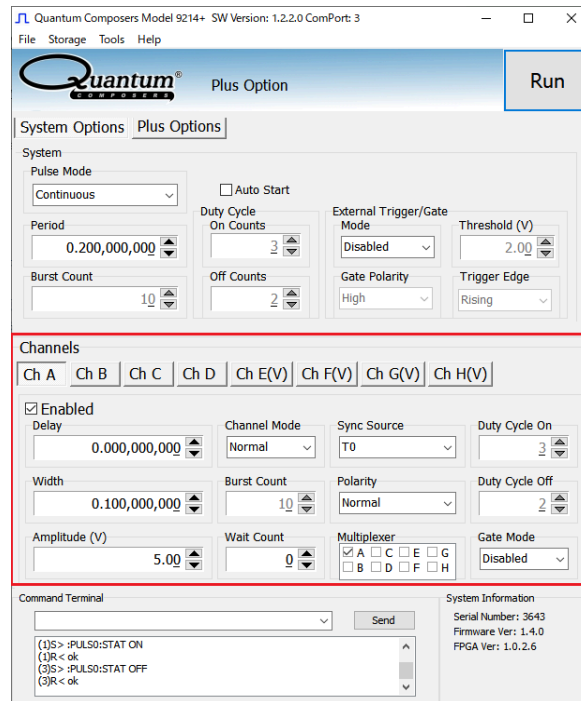 Quantum Composers Model 9214+  SW Version: 1.2.2.0 ComPort: 3
File Storage Tools Help
Quantum® COMPOSERS
Plus Option
Run
System Options Plus Options
System
Pulse Mode
Continuous
Auto Start
Period
0.200,000,000
Duty Cycle
On Counts
3
External Trigger/Gate
Mode
Disabled
Threshold (V)
2.00
Burst Count
10
Off Counts
2
Gate Polarity
High
Trigger Edge
Rising
Channels
Ch A Ch B Ch C Ch D Ch E(V) Ch F(V) Ch G(V) Ch H(V)
Enabled
Delay
0.000,000,000
Channel Mode
Normal
Sync Source
T0
Duty Cycle On
3
Width
0.100,000,000
Burst Count
10
Polarity
Normal
Duty Cycle Off
2
Amplitude (V)
5.00
Wait Count
0
Multiplexer
A C E G
B D F H
Gate Mode
Disabled
Command Terminal
Send
(1)S> :PULS0:STAT ON
(1)R< ok
(3)S> :PULS0:STAT OFF
(3)R< ok
System Information
Serial Number: 3643
Firmware Ver: 1.4.0
FPGA Ver: 1.0.2.6